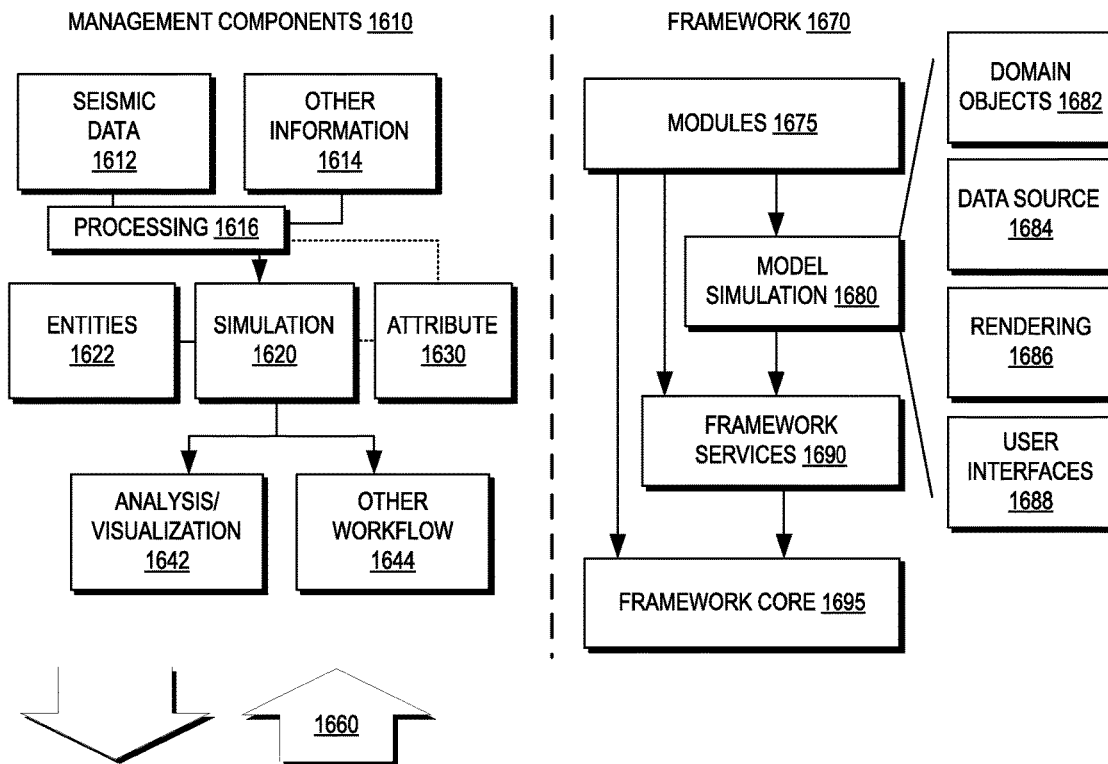 MANAGEMENT COMPONENTS 1610
SEISMIC
DATA
1612
OTHER
INFORMATION
1614
PROCESSING 1616
ENTITIES
1622
SIMULATION
1620
ATTRIBUTE
1630
ANALYSIS/
VISUALIZATION
1642
OTHER
WORKFLOW
1644
1660
FRAMEWORK 1670
MODULES 1675
MODEL
SIMULATION 1680
FRAMEWORK
SERVICES 1690
FRAMEWORK CORE 1695
DOMAIN
OBJECTS 1682
DATA SOURCE
1684
RENDERING
1686
USER
INTERFACES
1688